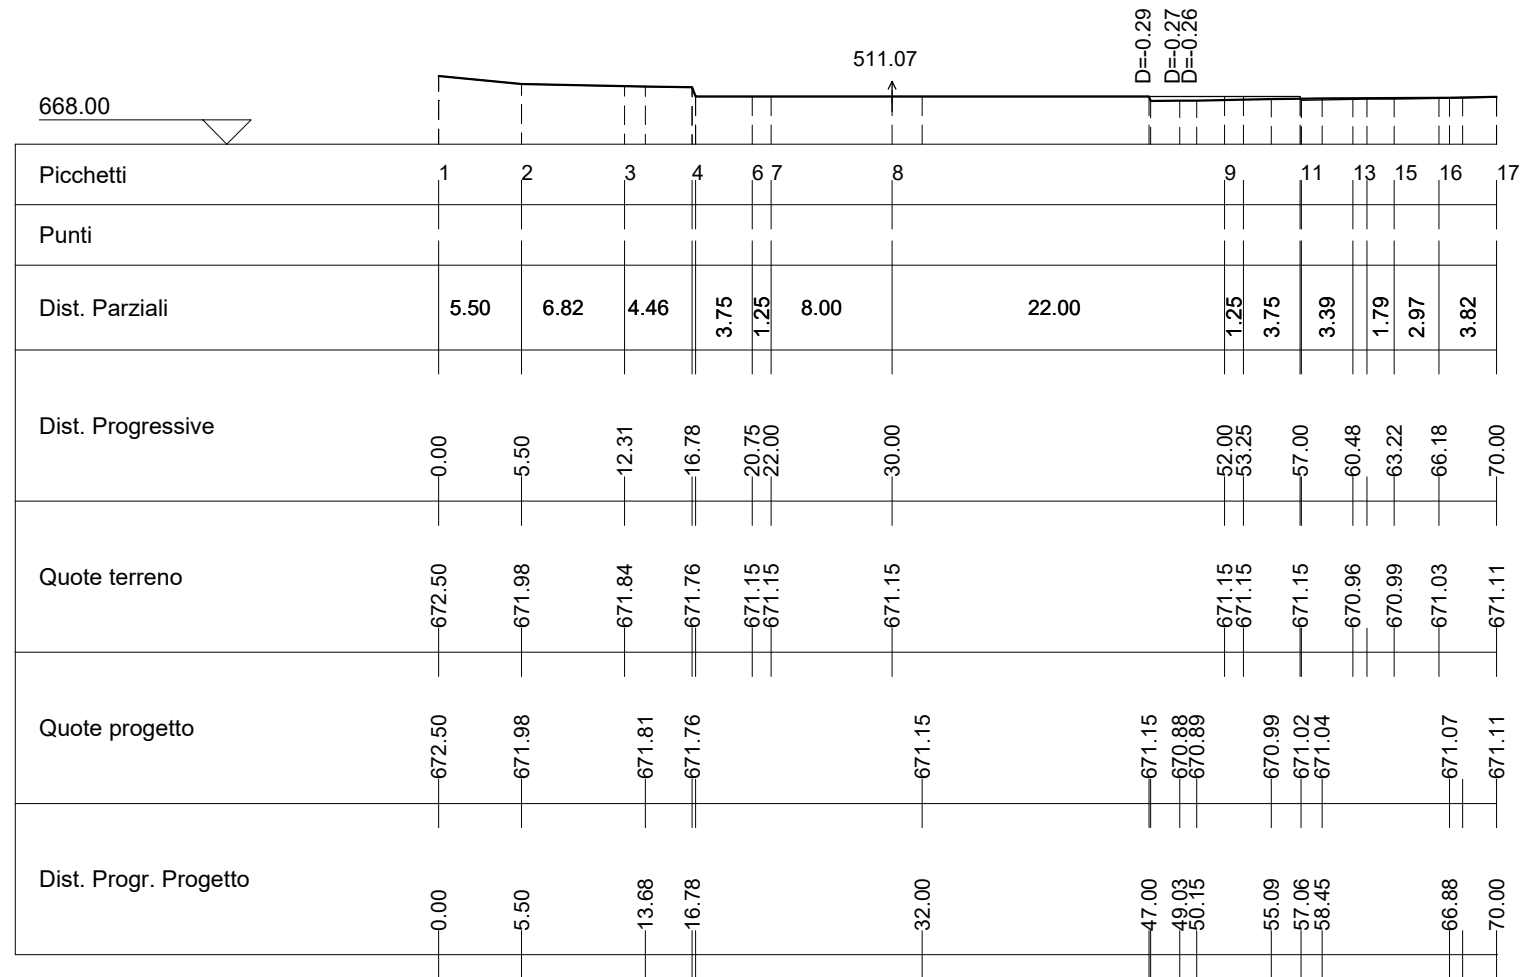 D=-0.29 D=-0.27 D=-0.26
511.07
668.00
Picchetti 1 2 3 4 6 7 8 9 11 13 15 16 17
Punti
Dist. Parziali 5.50 6.82 4.46 3.75 1.25 8.00 22.00 1.25 3.75 3.39 1.79 2.97 3.82
Dist. Progressive 0.00 5.50 12.31 16.78 20.75 22.00 30.00 52.00 53.25 57.00 60.48 63.22 66.18 70.00
Quote terreno 672.50 671.98 671.84 671.76 671.15 671.15 671.15 671.15 671.15 671.15 670.96 670.99 671.03 671.11
Quote progetto 672.50 671.98 671.81 671.76 671.15 671.15 670.88 670.89 670.99 671.02 671.04 671.07 671.11
Dist. Progr. Progetto 0.00 5.50 13.68 16.78 32.00 47.00 49.03 50.15 55.09 57.06 58.45 66.88 70.00